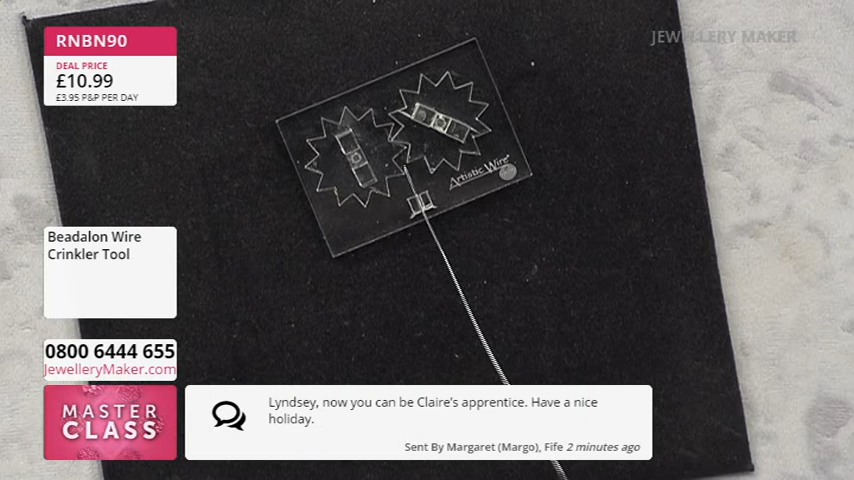 RNBN90
DEAL PRICE
£10.99
£3.95 P&P PER DAY
JEWELLERY MAKER
Artistic Wire
Beadalon Wire
Crinkler Tool
0800 6444 655
JewelleryMaker.com
MASTER
CLASS
Lyndsey, now you can be Claire's apprentice. Have a nice
holiday.
Sent By Margaret (Margo), Fife 2 minutes ago